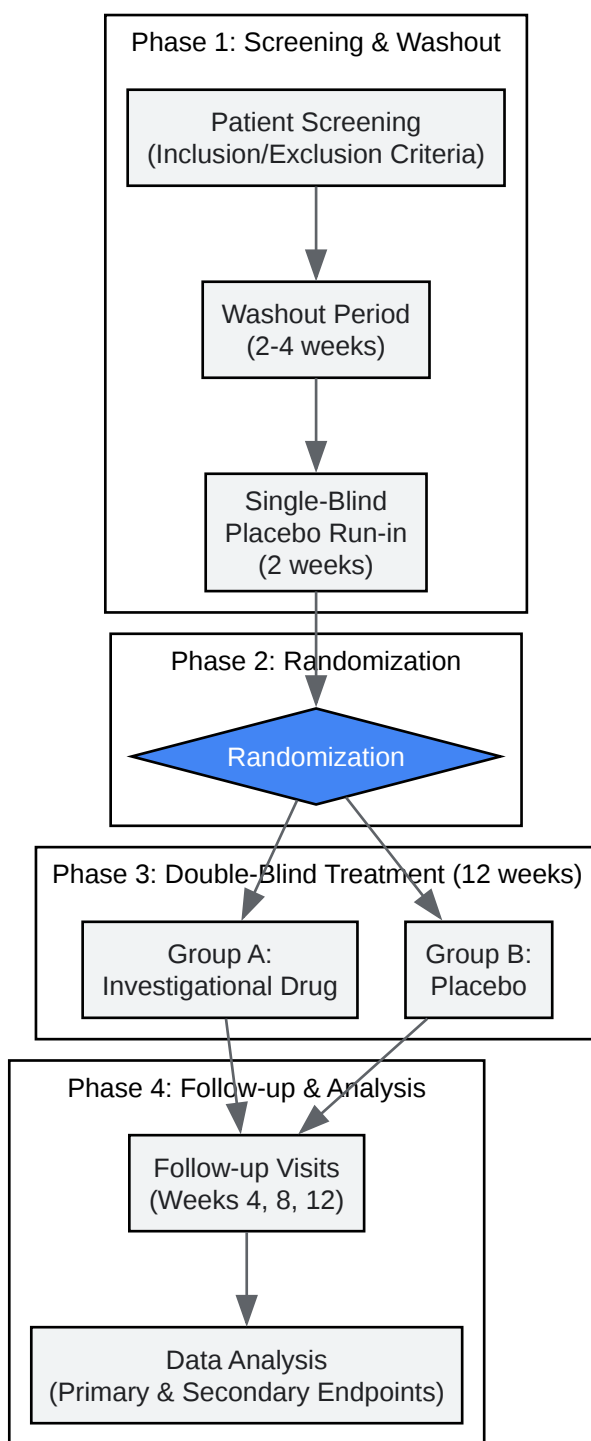 Phase 1: Screening & Washout
Patient Screening
(Inclusion/Exclusion Criteria)
Washout Period
(2-4 weeks)
Single-Blind
Placebo Run-in
(2 weeks)
Phase 2: Randomization
Randomization
Phase 3: Double-Blind Treatment (12 weeks)
Group A:
Investigational Drug
Group B:
Placebo
Phase 4: Follow-up & Analysis
Follow-up Visits
(Weeks 4, 8, 12)
Data Analysis
(Primary & Secondary Endpoints)